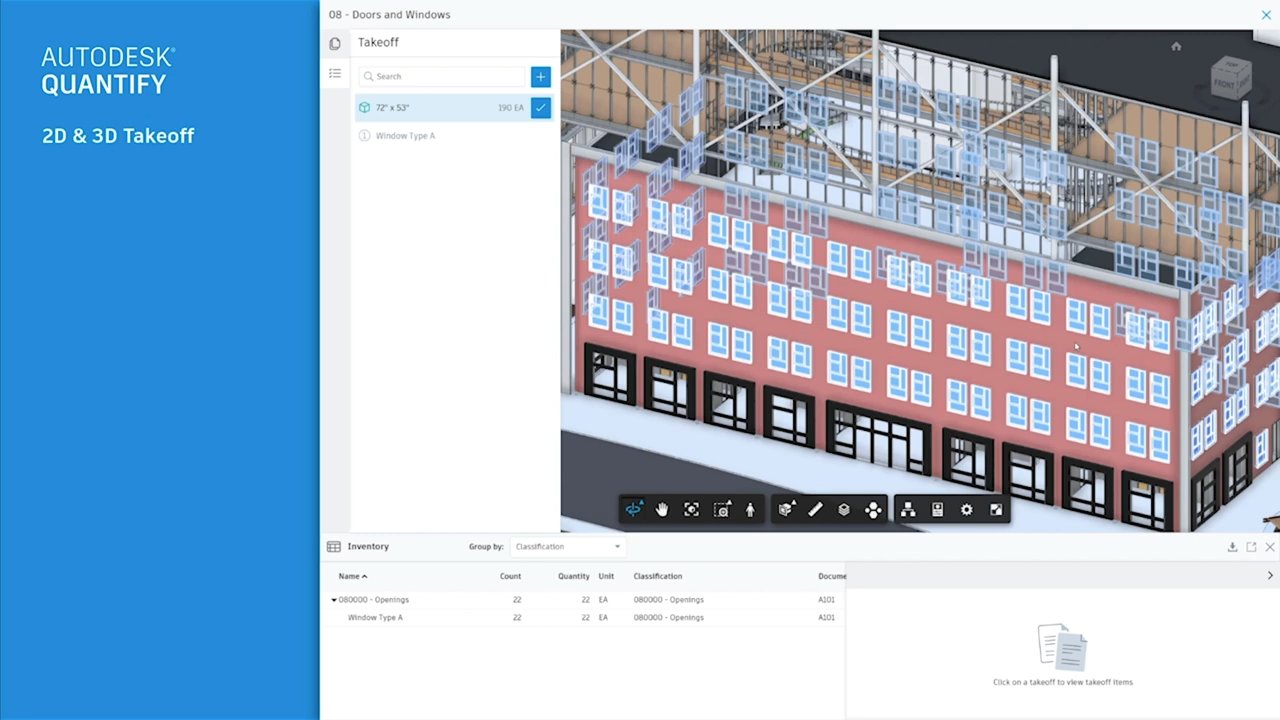 AUTODESK®
QUANTIFY
2D & 3D Takeoff
08 - Doors and Windows
Takeoff
Search
72" x 53" 190 EA
Window Type A
TOP
FRONT
Inventory Group by: Classification
Name Count Quantity Unit Classification Docume
080000 - Openings 22 22 EA 080000 - Openings A101
Window Type A 22 22 EA 080000 - Openings A101
Click on a takeoff to view takeoff items